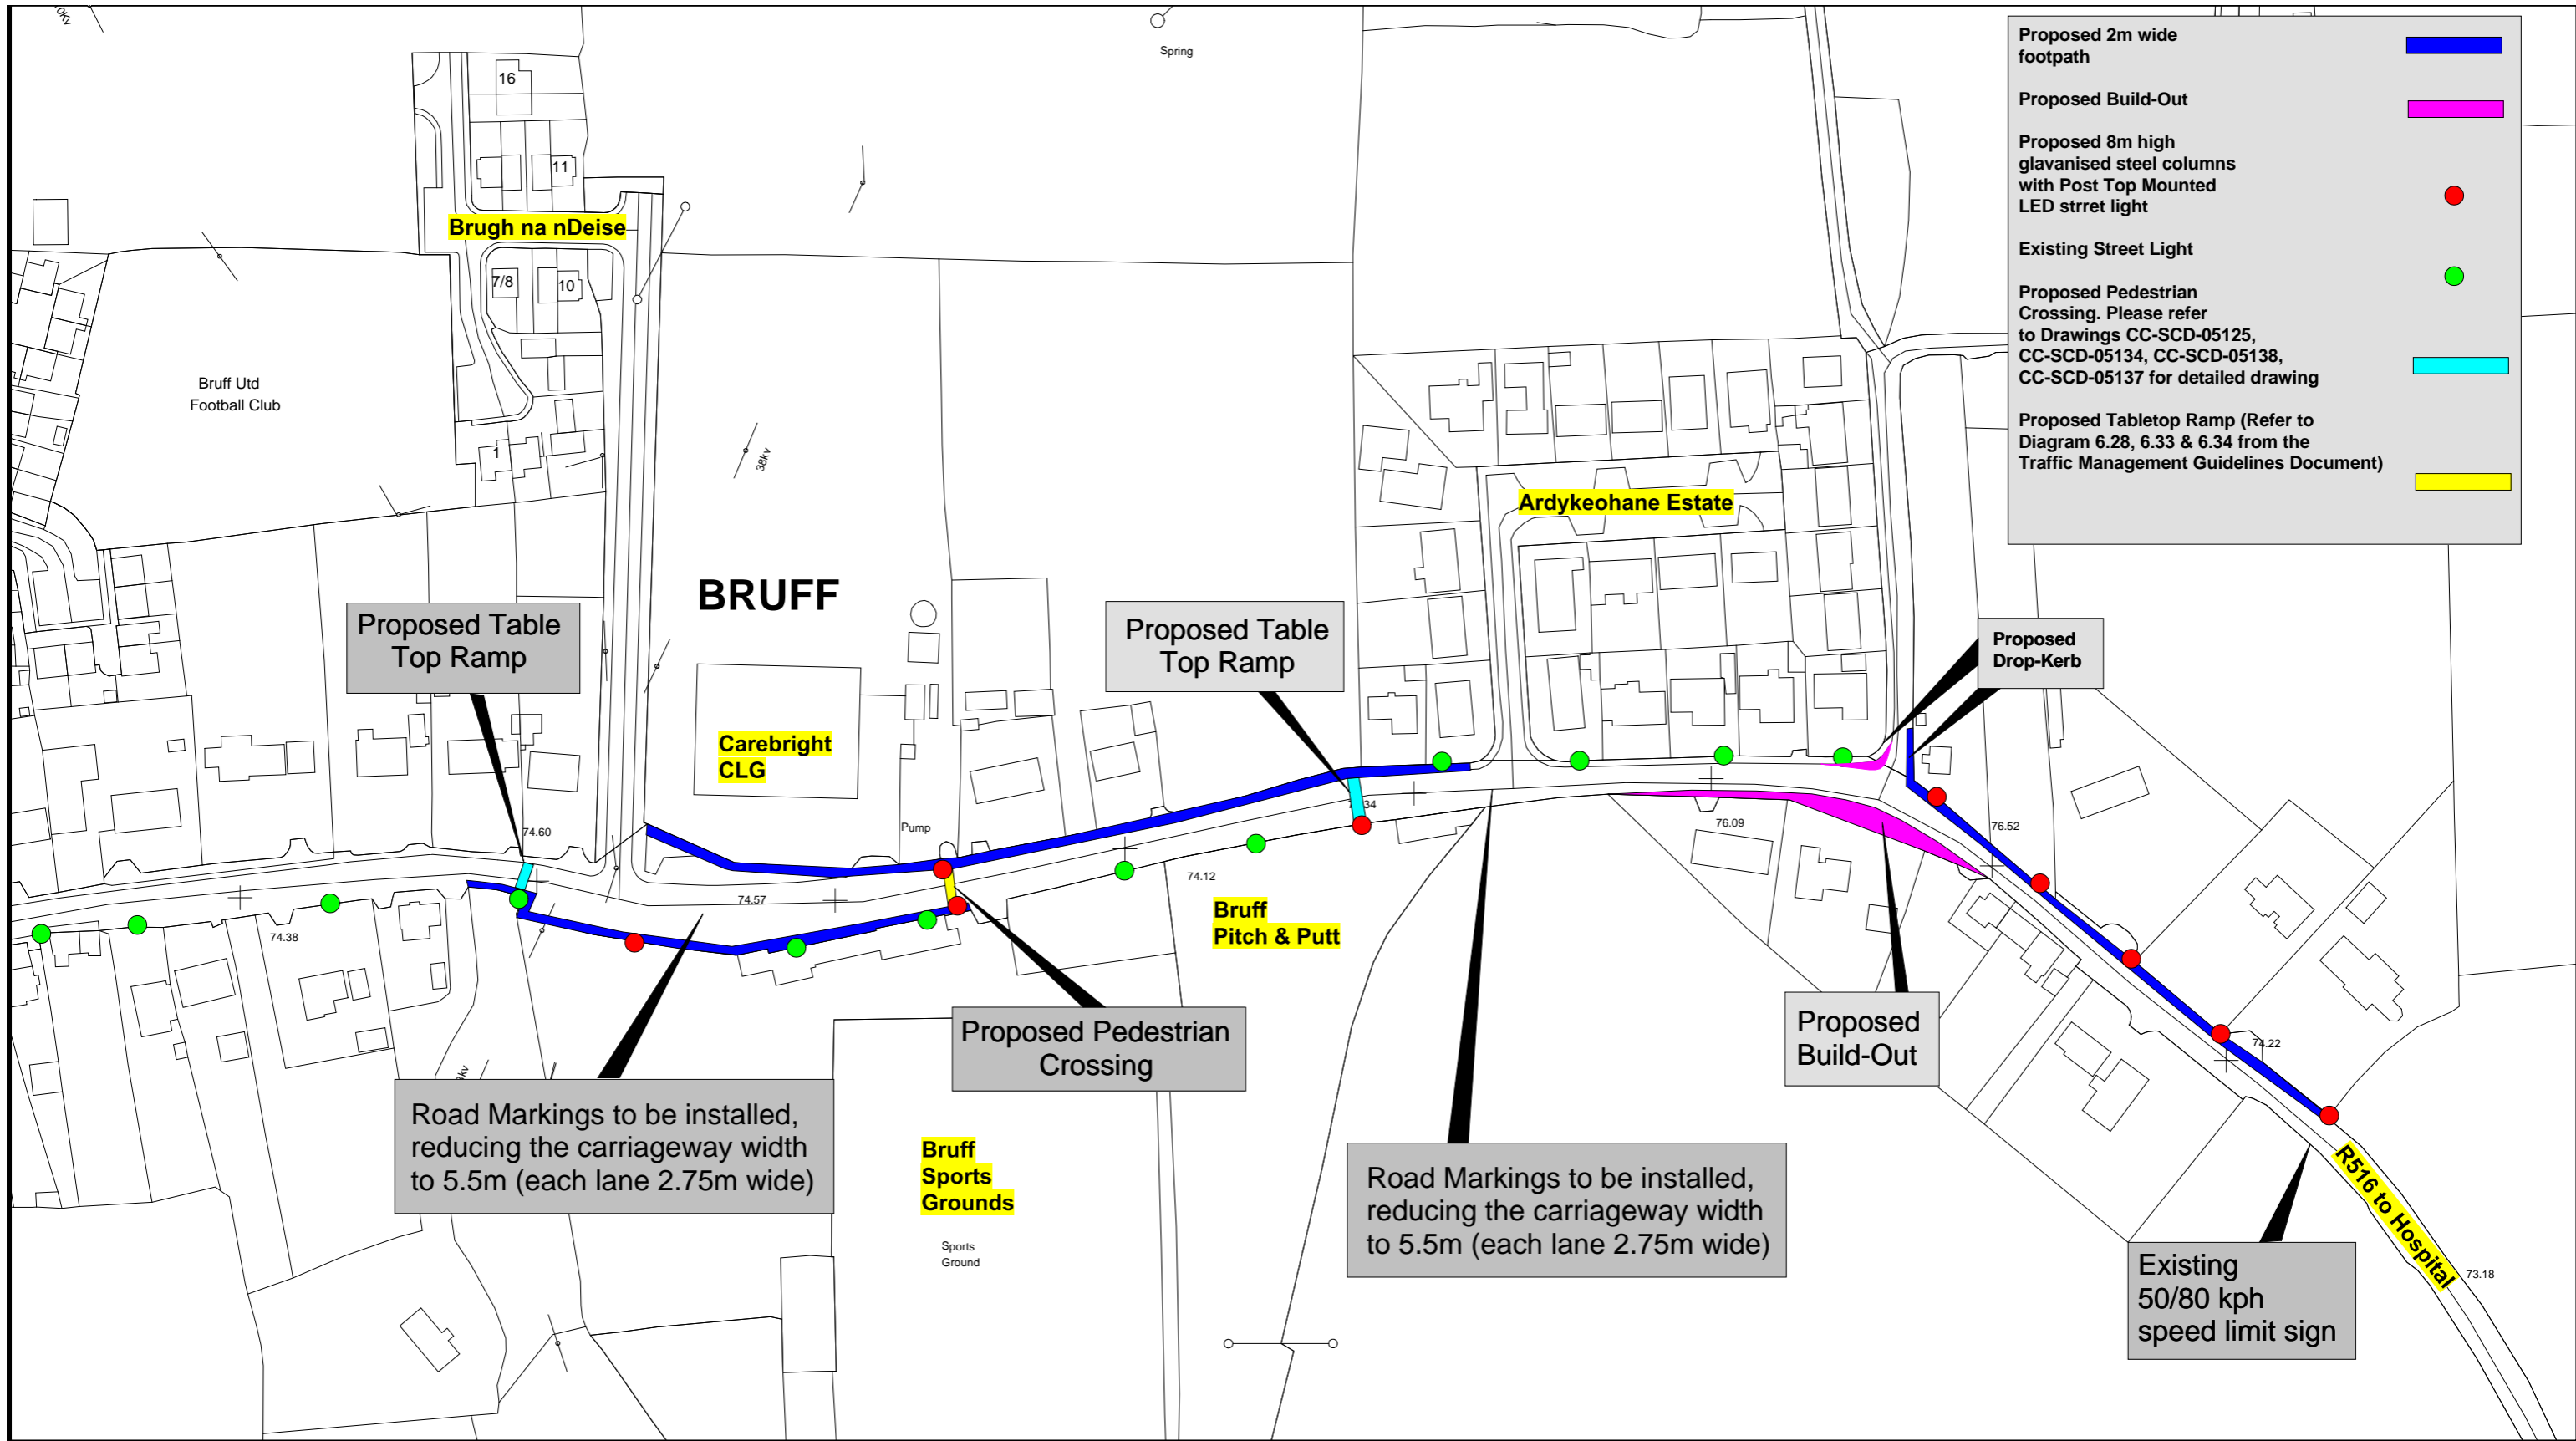 0Kv
Spring
16
11
Brugh na nDeise
7/8
10
Bruff Utd
Football Club
1
38kv
BRUFF
Proposed 2m wide
footpath
Proposed Build-Out
Proposed 8m high
glavanised steel columns
with Post Top Mounted
LED strret light
Existing Street Light
Proposed Pedestrian
Crossing. Please refer
to Drawings CC-SCD-05125,
CC-SCD-05134, CC-SCD-05138,
CC-SCD-05137 for detailed drawing
Proposed Tabletop Ramp (Refer to
Diagram 6.28, 6.33 & 6.34 from the
Traffic Management Guidelines Document)
Ardykeohane Estate
Proposed Table
Top Ramp
Proposed Table
Top Ramp
Proposed
Drop-Kerb
Carebright
CLG
Pump
74.60
74.57
74.38
74.12
.34
76.09
76.52
74.22
73.18
Bruff
Pitch & Putt
Proposed Pedestrian
Crossing
Proposed
Build-Out
Road Markings to be installed,
reducing the carriageway width
to 5.5m (each lane 2.75m wide)
Bruff
Sports
Grounds
Sports
Ground
Road Markings to be installed,
reducing the carriageway width
to 5.5m (each lane 2.75m wide)
R516 to Hospital
Existing
50/80 kph
speed limit sign